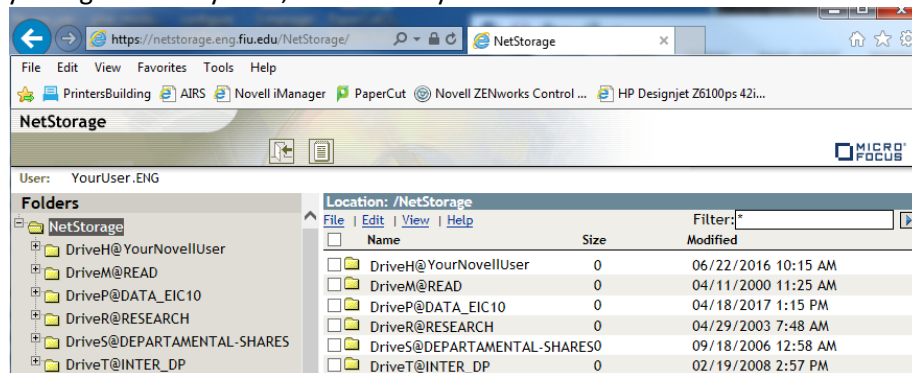 https://netstorage.eng.fiu.edu/NetStorage/ NetStorage
File Edit View Favorites Tools Help
PrintersBuilding AIRS Novell iManager PaperCut Novell ZENworks Control ... HP Designjet Z6100ps 42i...
NetStorage
MICRO FOCUS
User: YourUser.ENG
Folders
NetStorage
DriveH@YourNovellUser
DriveM@READ
DriveP@DATA_EIC10
DriveR@RESEARCH
DriveS@DEPARTAMENTAL-SHARES
DriveT@INTER_DP
Location: /NetStorage
File | Edit | View | Help Filter:*
Name Size Modified
DriveH@YourNovellUser 0 06/22/2016 10:15 AM
DriveM@READ 0 04/11/2000 11:25 AM
DriveP@DATA_EIC10 0 04/18/2017 1:15 PM
DriveR@RESEARCH 0 04/29/2003 7:48 AM
DriveS@DEPARTAMENTAL-SHARES0 09/18/2006 12:58 AM
DriveT@INTER_DP 0 02/19/2008 2:57 PM